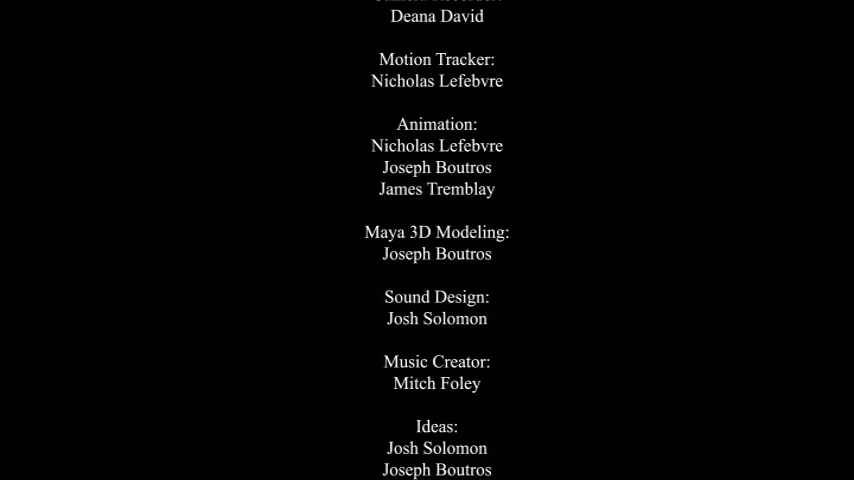 Deana David
Motion Tracker:
Nicholas Lefebvre
Animation:
Nicholas Lefebvre
Joseph Boutros
James Tremblay
Maya 3D Modeling:
Joseph Boutros
Sound Design:
Josh Solomon
Music Creator:
Mitch Foley
Ideas:
Josh Solomon
Joseph Boutros